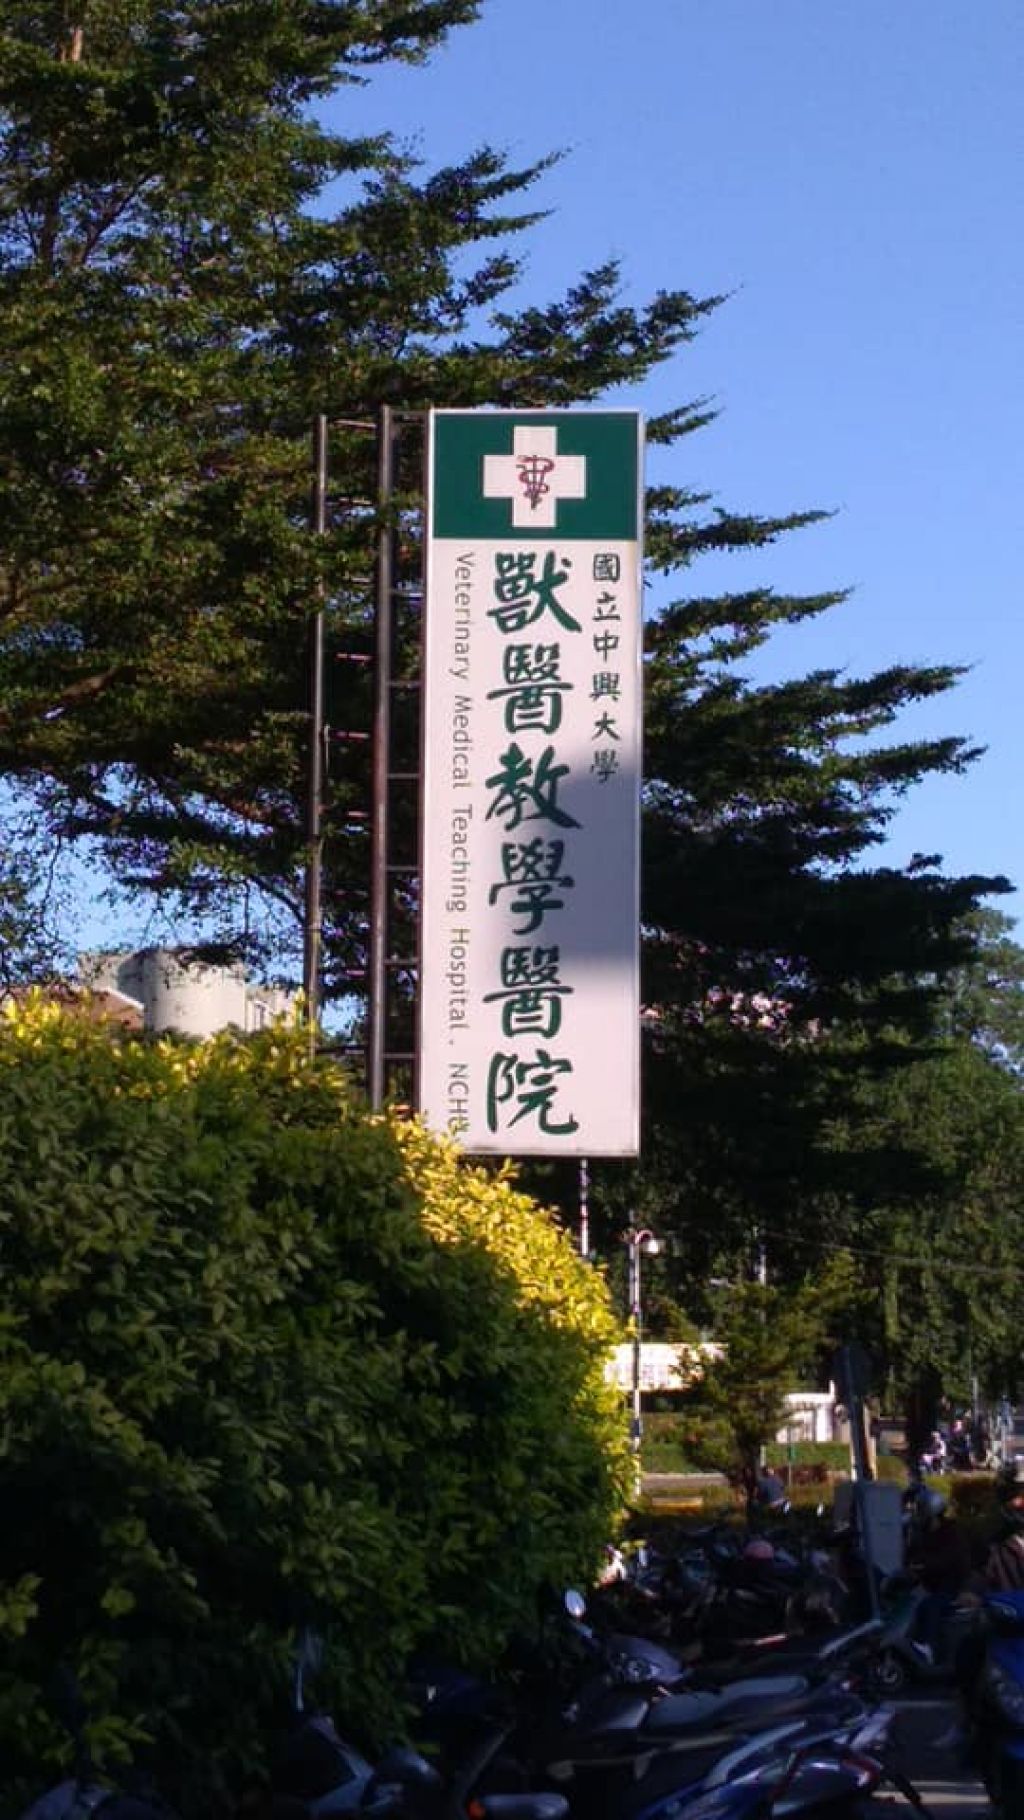 國立中興大學
獸醫教學醫院
Veterinary Medical Teaching Hospital . NCHU